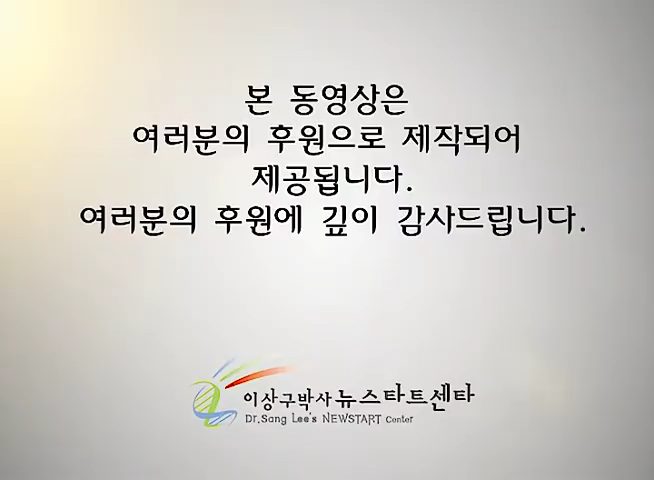 본 동영상은
여러분의 후원으로 제작되어
제공됩니다.
여러분의 후원에 깊이 감사드립니다.
이상구박사 뉴스타트센타
Dr.Sang Lee's NEWSTART Center